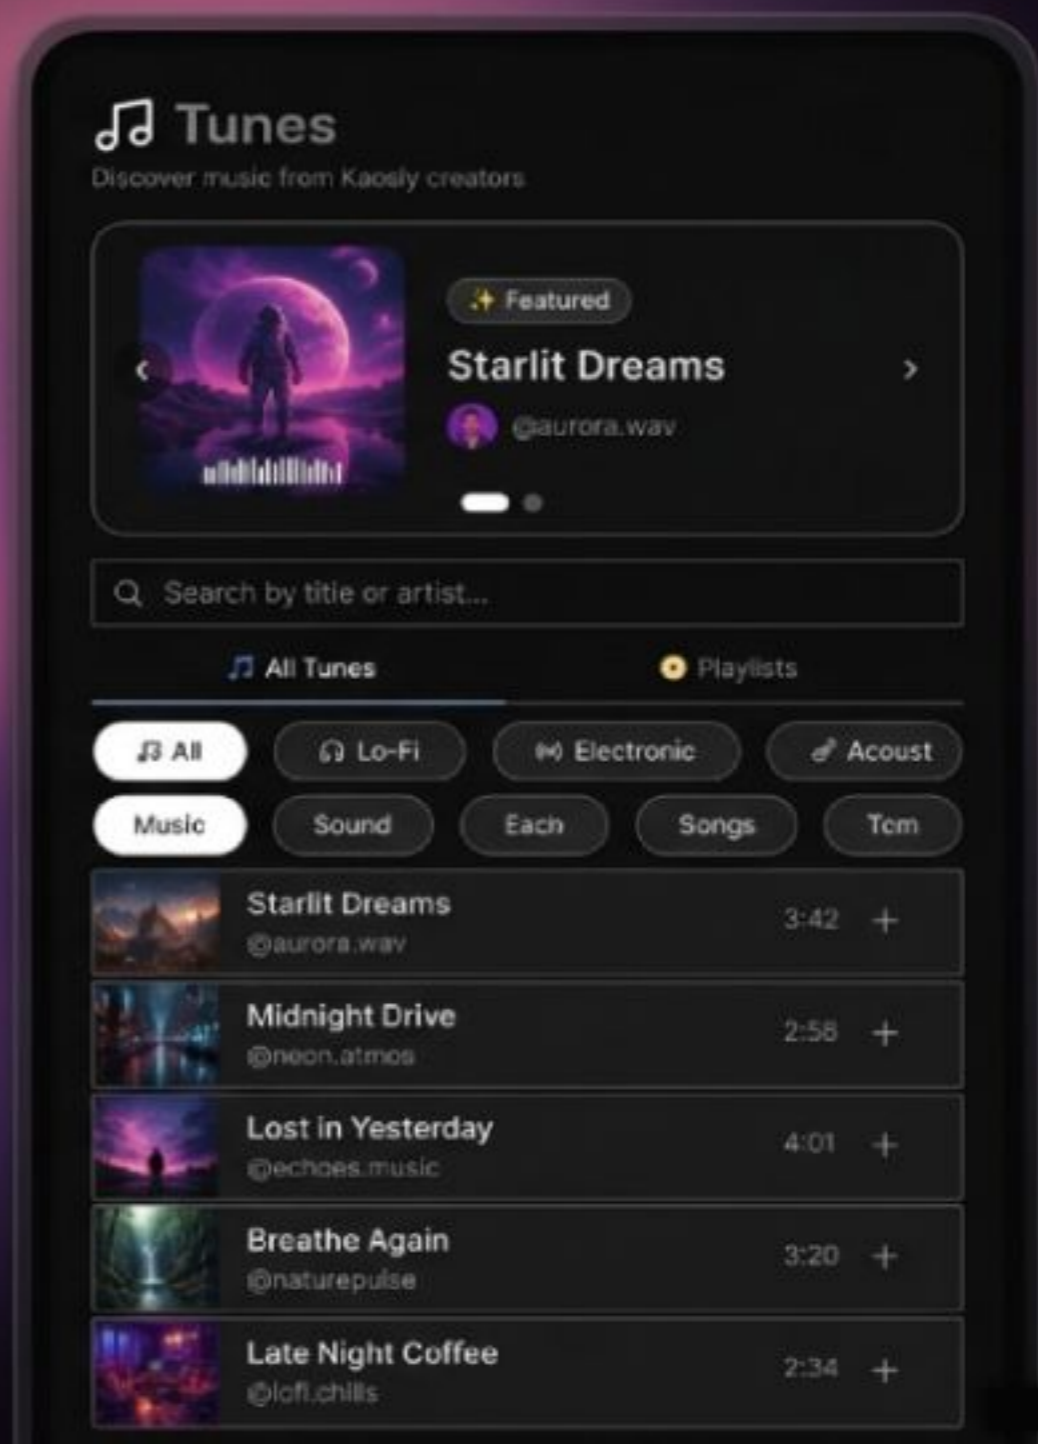 Tunes
Discover music from Kaosly creators
✨ Featured
Starlit Dreams
@aurora.wav
Search by title or artist...
All Tunes
Playlists
All
Lo-Fi
Electronic
Acoust
Music
Sound
Each
Songs
Tcm
Starlit Dreams
3:42
@aurora.wav
Midnight Drive
2:58
@neon.atmos
Lost in Yesterday
4:01
@echoes.music
Breathe Again
3:20
@naturepulse
Late Night Coffee
2:34
@lofi.chills